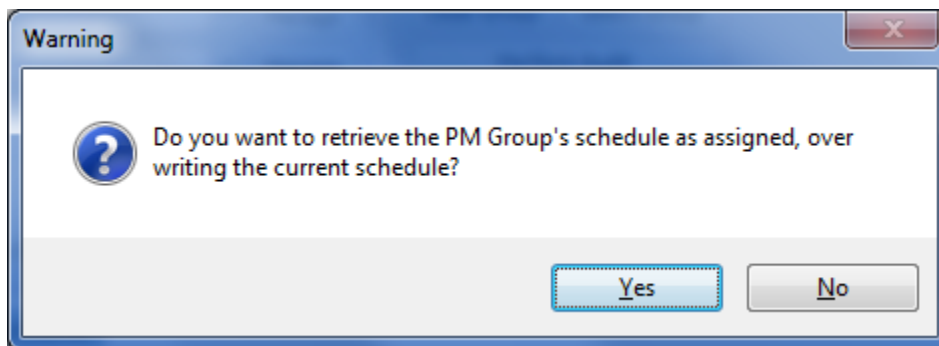 Warning
Do you want to retrieve the PM Group's schedule as assigned, over
writing the current schedule?
Yes
No